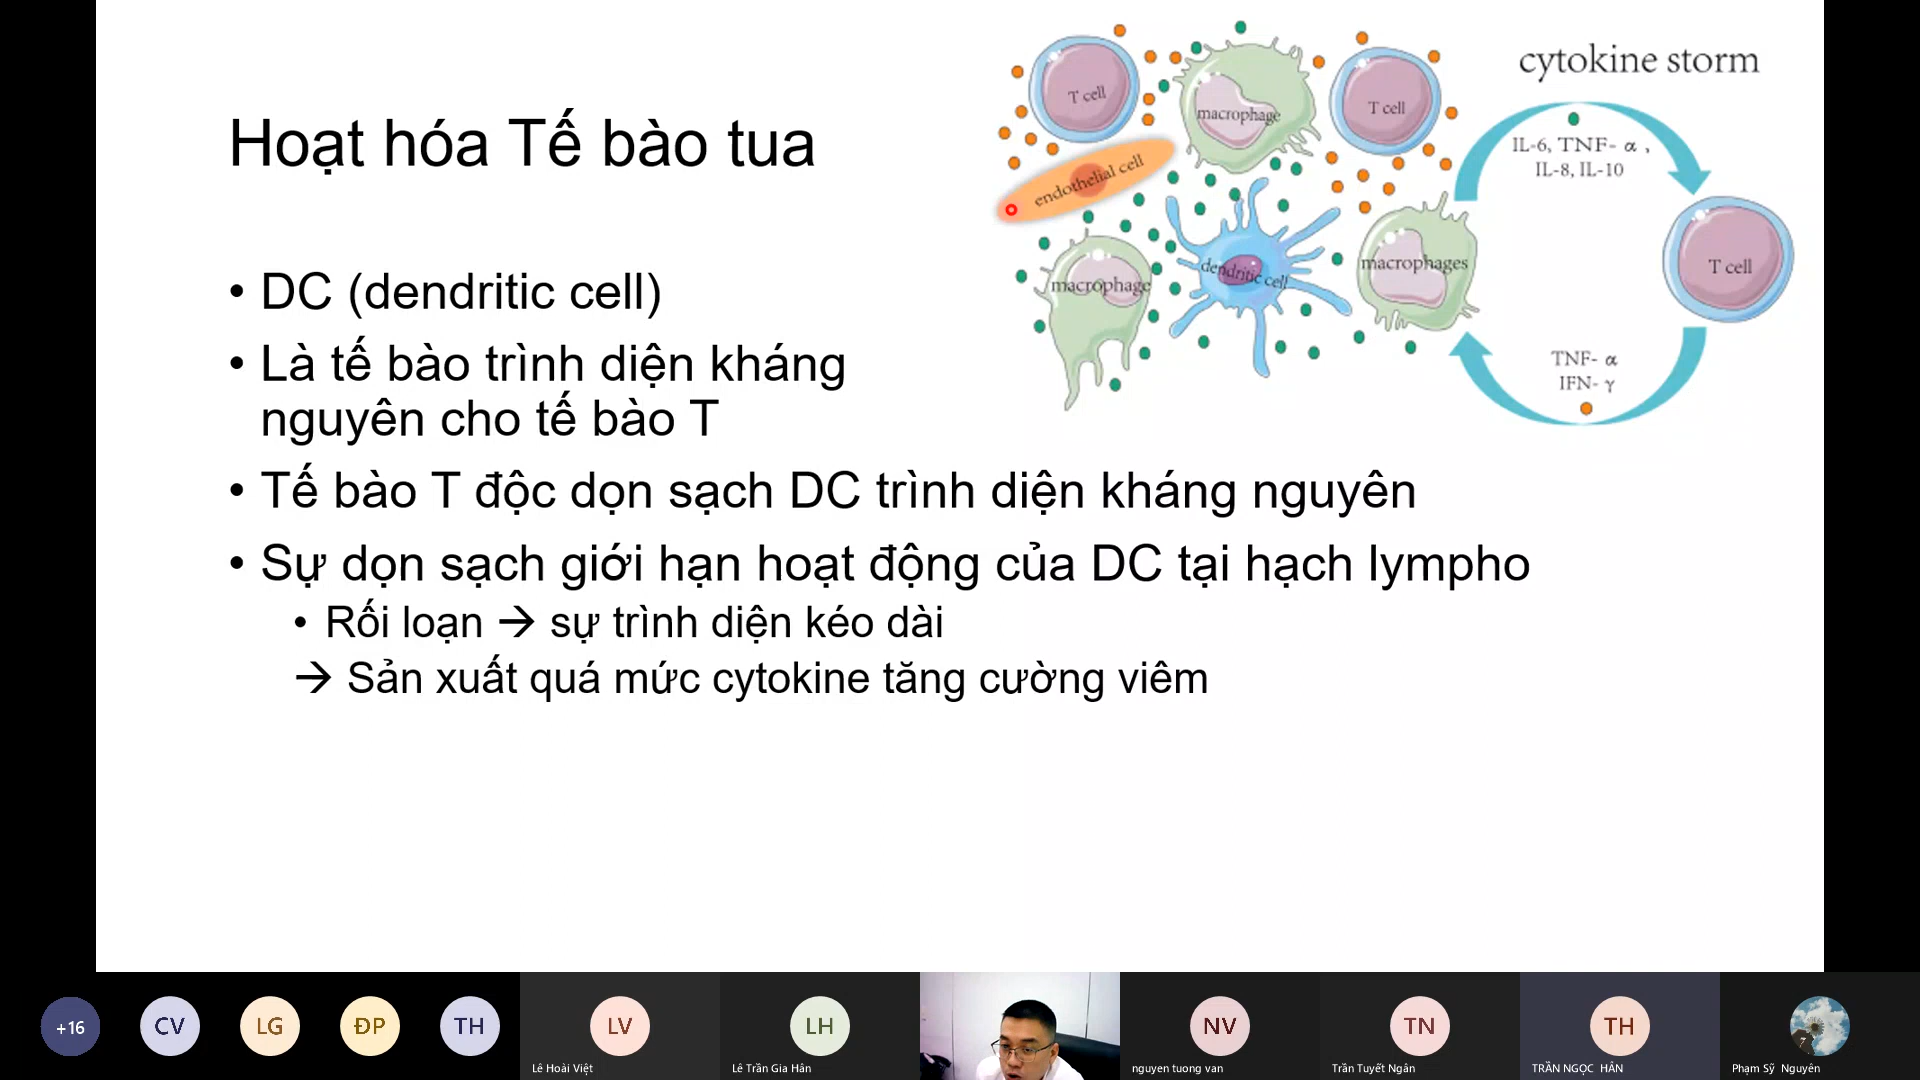 Hoạt hóa Tế bào tua
• DC (dendritic cell)
• Là tế bào trình diện kháng
nguyên cho tế bào T
• Tế bào T độc dọn sạch DC trình diện kháng nguyên
• Sự dọn sạch giới hạn hoạt động của DC tại hạch lympho
• Rối loạn → sự trình diện kéo dài
→ Sản xuất quá mức cytokine tăng cường viêm
cytokine storm
T cell
macrophage
T cell
endothelial cell
macrophage
dendritic cell
macrophages
IL-6, TNF- α ,
IL-8, IL-10
T cell
TNF- α
IFN- γ
+16
CV
LG
ĐP
TH
LV
Lê Hoài Việt
LH
Lê Trần Gia Hân
NV
nguyen tuong van
TN
Trần Tuyết Ngân
TH
TRẦN NGỌC HÂN
Phạm Sỹ Nguyên